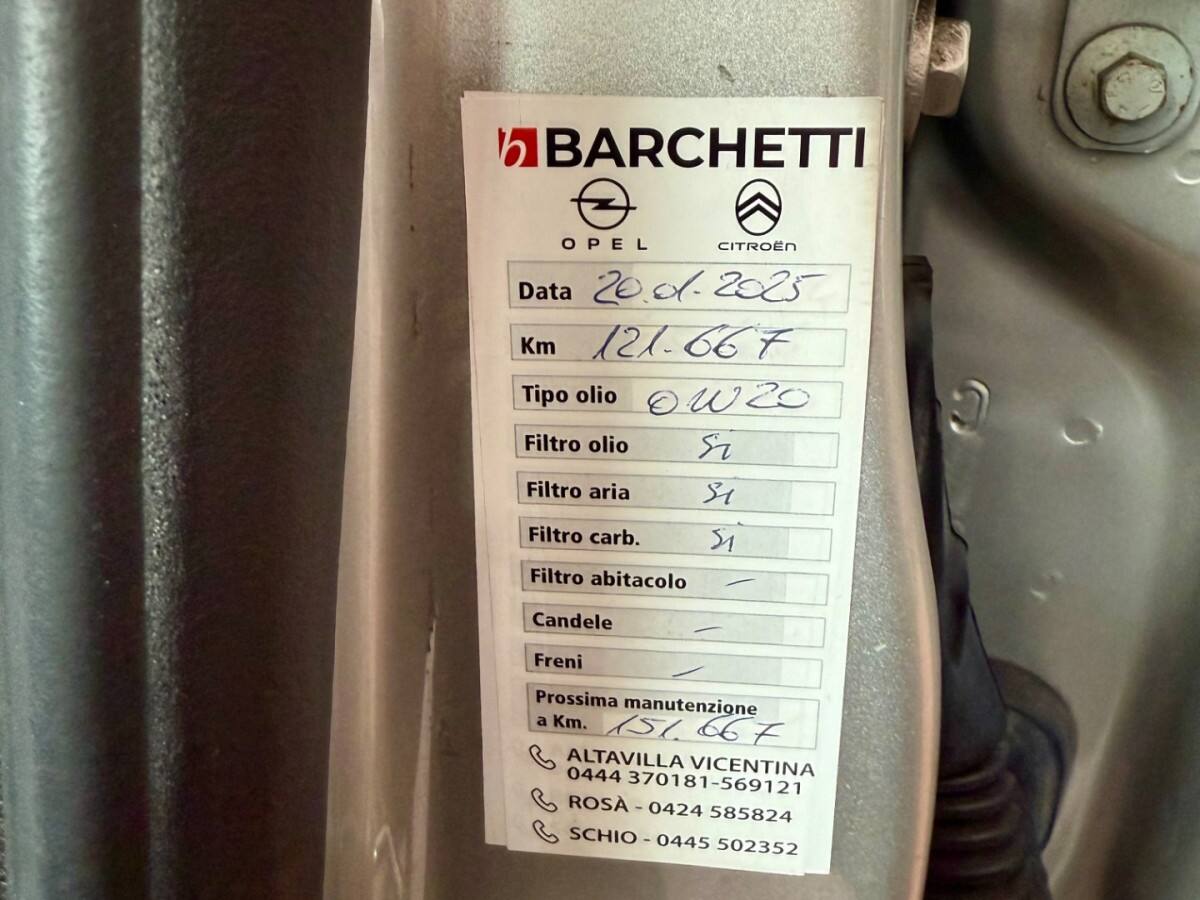 b BARCHETTI
OPEL CITROËN
Data 20.01.2025
Km 121.667
Tipo olio 0W20
Filtro olio si
Filtro aria si
Filtro carb. si
Filtro abitacolo –
Candele –
Freni –
Prossima manutenzione
a Km. 151.667
ALTAVILLA VICENTINA
0444 370181-569121
ROSÀ - 0424 585824
SCHIO - 0445 502352